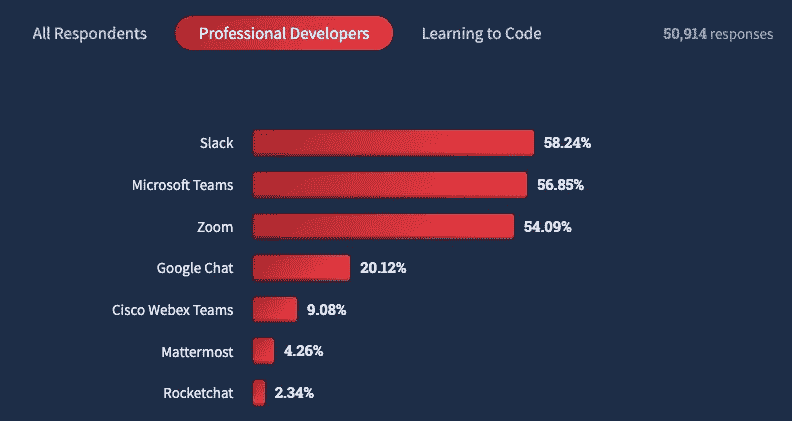 All Respondents Professional Developers Learning to Code 50,914 responses
Slack 58.24%
Microsoft Teams 56.85%
Zoom 54.09%
Google Chat 20.12%
Cisco Webex Teams 9.08%
Mattermost 4.26%
Rocketchat 2.34%